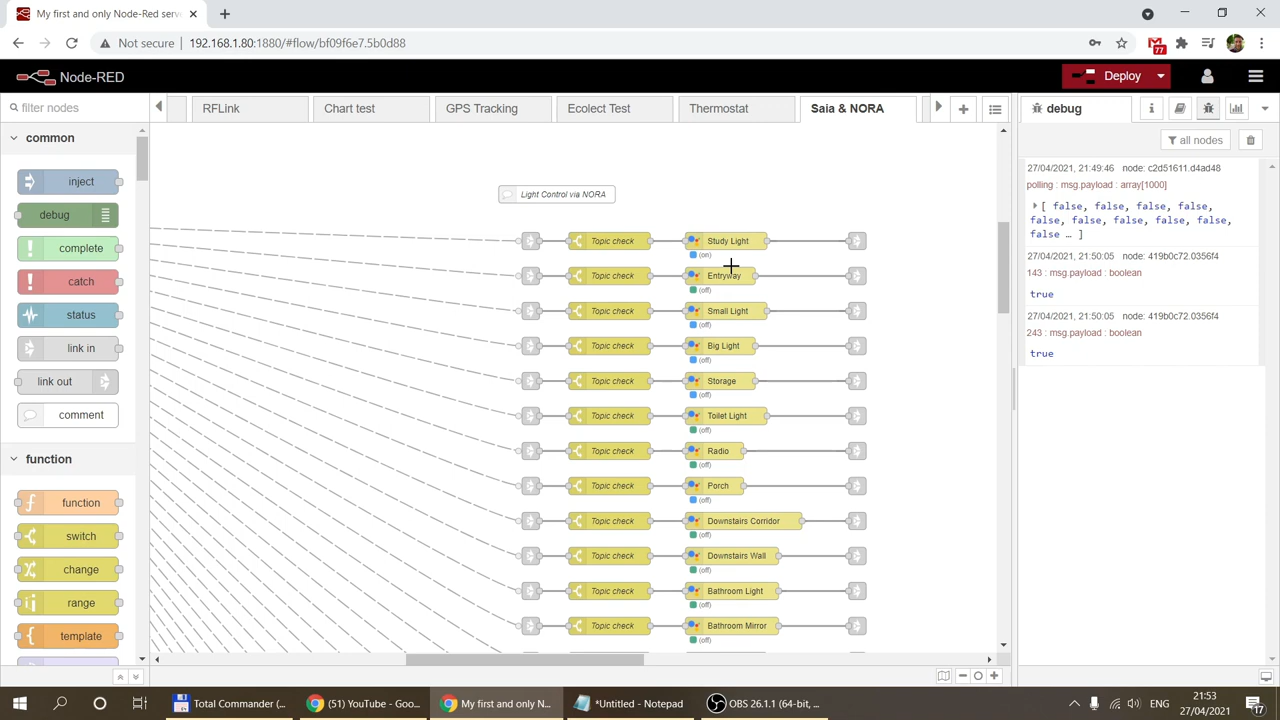 My first and only Node-Red serve
Not secure 192.168.1.80:1880/#flow/bf09f6e7.5b0d88
77
Node-RED
Deploy
filter nodes
RFLink
Chart test
GPS Tracking
Ecolect Test
Thermostat
Saia & NORA
debug
common
all nodes
inject
debug
complete
catch
status
link in
link out
comment
function
function
switch
change
range
template
Light Control via NORA
Topic check
Study Light
(on)
Topic check
Entryway
(off)
Topic check
Small Light
(off)
Topic check
Big Light
(off)
Topic check
Storage
(off)
Topic check
Toilet Light
(off)
Topic check
Radio
(off)
Topic check
Porch
(off)
Topic check
Downstairs Corridor
(off)
Topic check
Downstairs Wall
(off)
Topic check
Bathroom Light
(off)
Topic check
Bathroom Mirror
(off)
27/04/2021, 21:49:46 node: c2d51611.d4ad48
polling : msg.payload : array[1000]
[ false, false, false, false,
false, false, false, false, false,
false … ]
27/04/2021, 21:50:05 node: 419b0c72.0356f4
143 : msg.payload : boolean
true
27/04/2021, 21:50:05 node: 419b0c72.0356f4
243 : msg.payload : boolean
true
Total Commander (...
(51) YouTube - Goo...
My first and only N...
*Untitled - Notepad
OBS 26.1.1 (64-bit, ...
ENG
21:53
27/04/2021
17